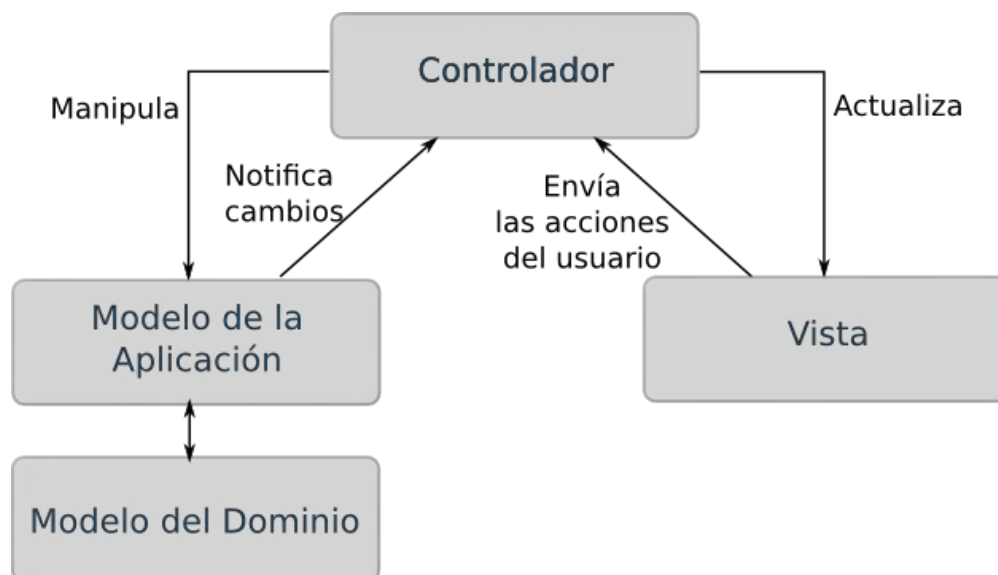 Controlador
Manipula
Actualiza
Notifica
cambios
Envía
las acciones
del usuario
Modelo de la
Aplicación
Vista
Modelo del Dominio